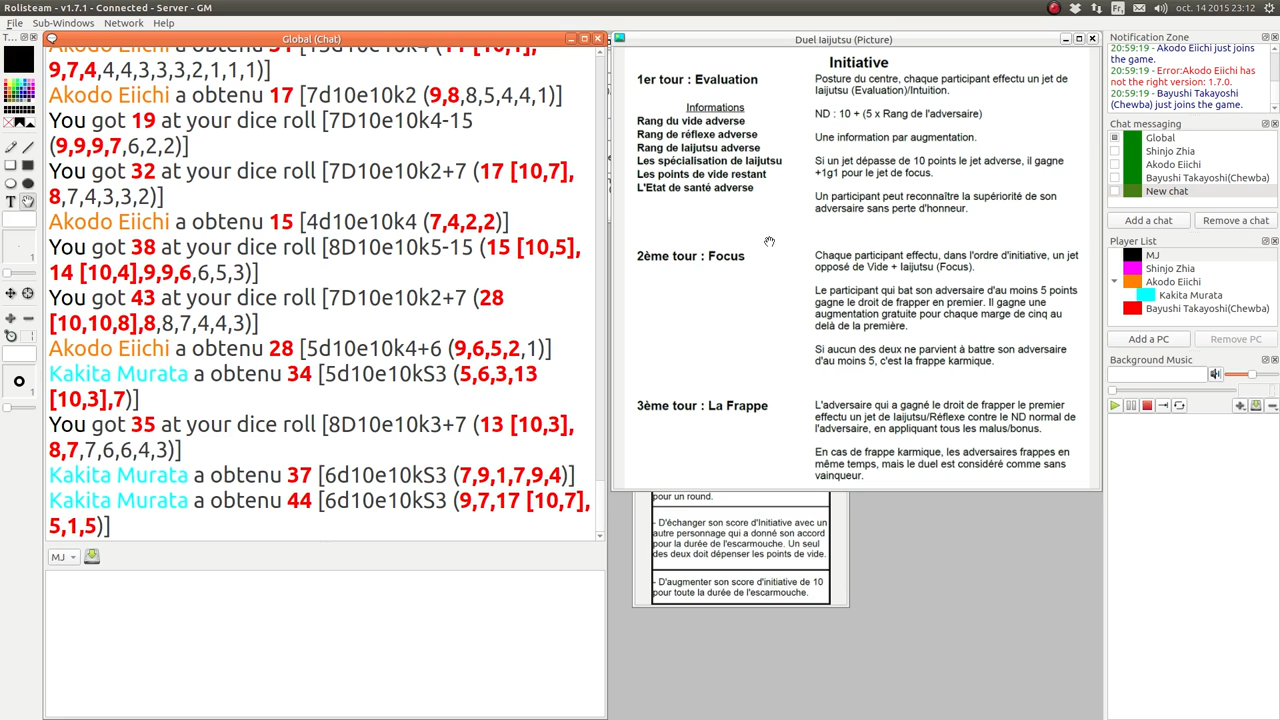 Rolisteam - v1.7.1 - Connected - Server - GM
Fr
oct. 14 2015 23:12
File Sub-Windows Network Help
T...
1
1
1
Global (Chat)
9,7,4,4,4,3,3,3,2,1,1,1)]
Akodo Eiichi a obtenu 17 [7d10e10k2 (9,8,8,5,4,4,1)]
You got 19 at your dice roll [7D10e10k4-15
(9,9,9,7,6,2,2)]
You got 32 at your dice roll [7D10e10k2+7 (17 [10,7],
8,7,4,3,3,2)]
Akodo Eiichi a obtenu 15 [4d10e10k4 (7,4,2,2)]
You got 38 at your dice roll [8D10e10k5-15 (15 [10,5],
14 [10,4],9,9,6,6,5,3)]
You got 43 at your dice roll [7D10e10k2+7 (28
[10,10,8],8,8,7,4,4,3)]
Akodo Eiichi a obtenu 28 [5d10e10k4+6 (9,6,5,2,1)]
Kakita Murata a obtenu 34 [5d10e10kS3 (5,6,3,13
[10,3],7)]
You got 35 at your dice roll [8D10e10k3+7 (13 [10,3],
8,7,7,6,6,4,3)]
Kakita Murata a obtenu 37 [6d10e10kS3 (7,9,1,7,9,4)]
Kakita Murata a obtenu 44 [6d10e10kS3 (9,7,17 [10,7],
5,1,5)]
MJ
Duel Iaijutsu (Picture)
Initiative
1er tour : Evaluation
Posture du centre, chaque participant effectu un jet de
Iaijutsu (Evaluation)/Intuition.
Informations
Rang du vide adverse
Rang de réflexe adverse
Rang de Iaijutsu adverse
Les spécialisation de Iaijutsu
Les points de vide restant
L'Etat de santé adverse
ND : 10 + (5 x Rang de l'adversaire)
Une information par augmentation.
Si un jet dépasse de 10 points le jet adverse, il gagne
+1g1 pour le jet de focus.
Un participant peut reconnaître la supériorité de son
adversaire sans perte d'honneur.
2ème tour : Focus
Chaque participant effectu, dans l'ordre d'initiative, un jet
opposé de Vide + Iaijutsu (Focus).
Le participant qui bat son adversaire d'au moins 5 points
gagne le droit de frapper en premier. Il gagne une
augmentation gratuite pour chaque marge de cinq au
delà de la première.
Si aucun des deux ne parvient à battre son adversaire
d'au moins 5, c'est la frappe karmique.
3ème tour : La Frappe
L'adversaire qui a gagné le droit de frapper le premier
effectu un jet de Iaijutsu/Réflexe contre le ND normal de
l'adversaire, en appliquant tous les malus/bonus.
En cas de frappe karmique, les adversaires frappes en
même temps, mais le duel est considéré comme sans
vainqueur.
pour un round.
- D'échanger son score d'Initiative avec un
autre personnage qui a donné son accord
pour la durée de l'escarmouche. Un seul
des deux doit dépenser les points de vide.
- D'augmenter son score d'initiative de 10
pour toute la durée de l'escarmouche.
Notification Zone
20:59:19 - Akodo Eiichi just joins
the game.
20:59:19 - Error:Akodo Eiichi has
not the right version: 1.7.0.
20:59:19 - Bayushi Takayoshi
(Chewba) just joins the game.
Chat messaging
Global
Shinjo Zhia
Akodo Eiichi
Bayushi Takayoshi(Chewba)
New chat
Add a chat
Remove a chat
Player List
MJ
Shinjo Zhia
Akodo Eiichi
Kakita Murata
Bayushi Takayoshi(Chewba)
Add a PC
Remove PC
Background Music